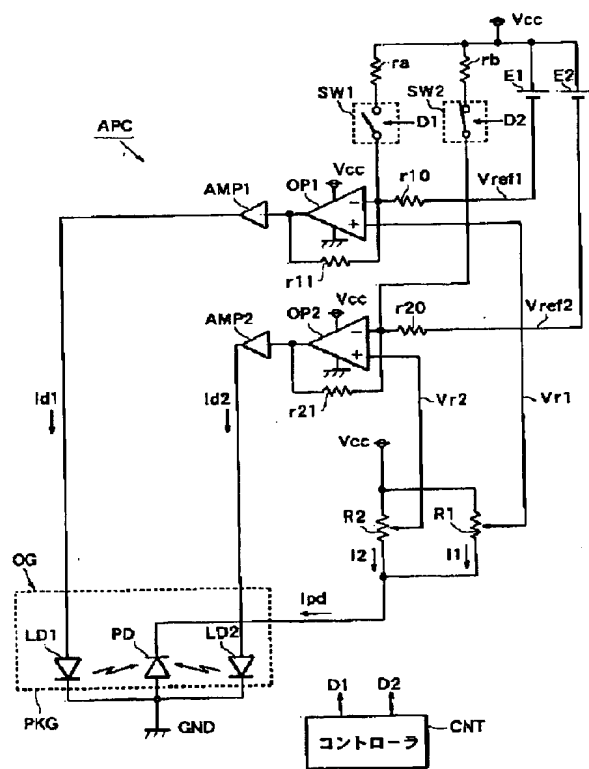 Vcc
ra
rb
E1
E2
SW1
SW2
D1
D2
APC
Vcc
AMP1
OP1
r10
Vref1
r11
Vcc
AMP2
OP2
r20
Vref2
r21
Id1
Id2
Vr2
Vr1
Vcc
R2
R1
I2
I1
OG
Ipd
LD1
PD
LD2
PKG
GND
D1
D2
コントローラ
CNT